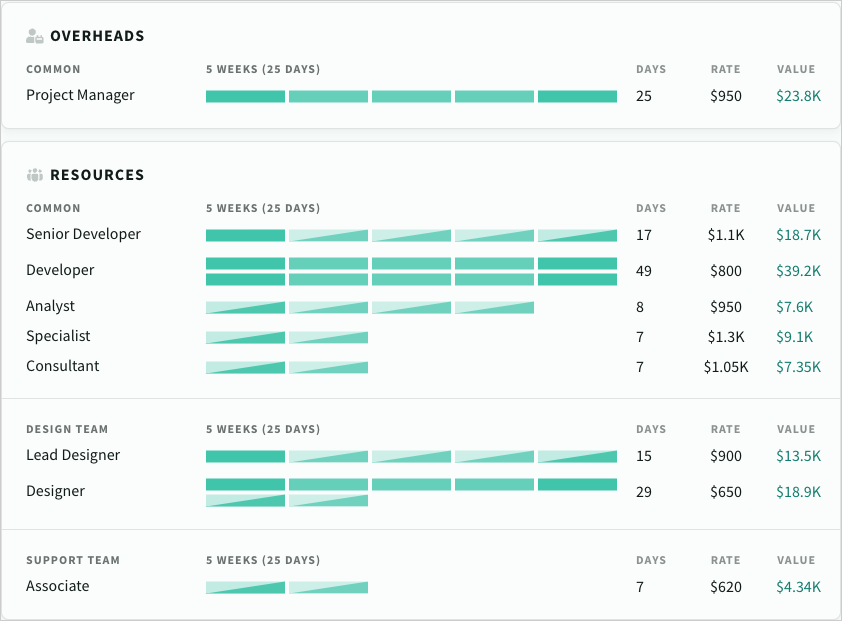 OVERHEADS
COMMON 5 WEEKS (25 DAYS) DAYS RATE VALUE
Project Manager 25 $950 $23.8K
RESOURCES
COMMON 5 WEEKS (25 DAYS) DAYS RATE VALUE
Senior Developer 17 $1.1K $18.7K
Developer 49 $800 $39.2K
Analyst 8 $950 $7.6K
Specialist 7 $1.3K $9.1K
Consultant 7 $1.05K $7.35K
DESIGN TEAM 5 WEEKS (25 DAYS) DAYS RATE VALUE
Lead Designer 15 $900 $13.5K
Designer 29 $650 $18.9K
SUPPORT TEAM 5 WEEKS (25 DAYS) DAYS RATE VALUE
Associate 7 $620 $4.34K